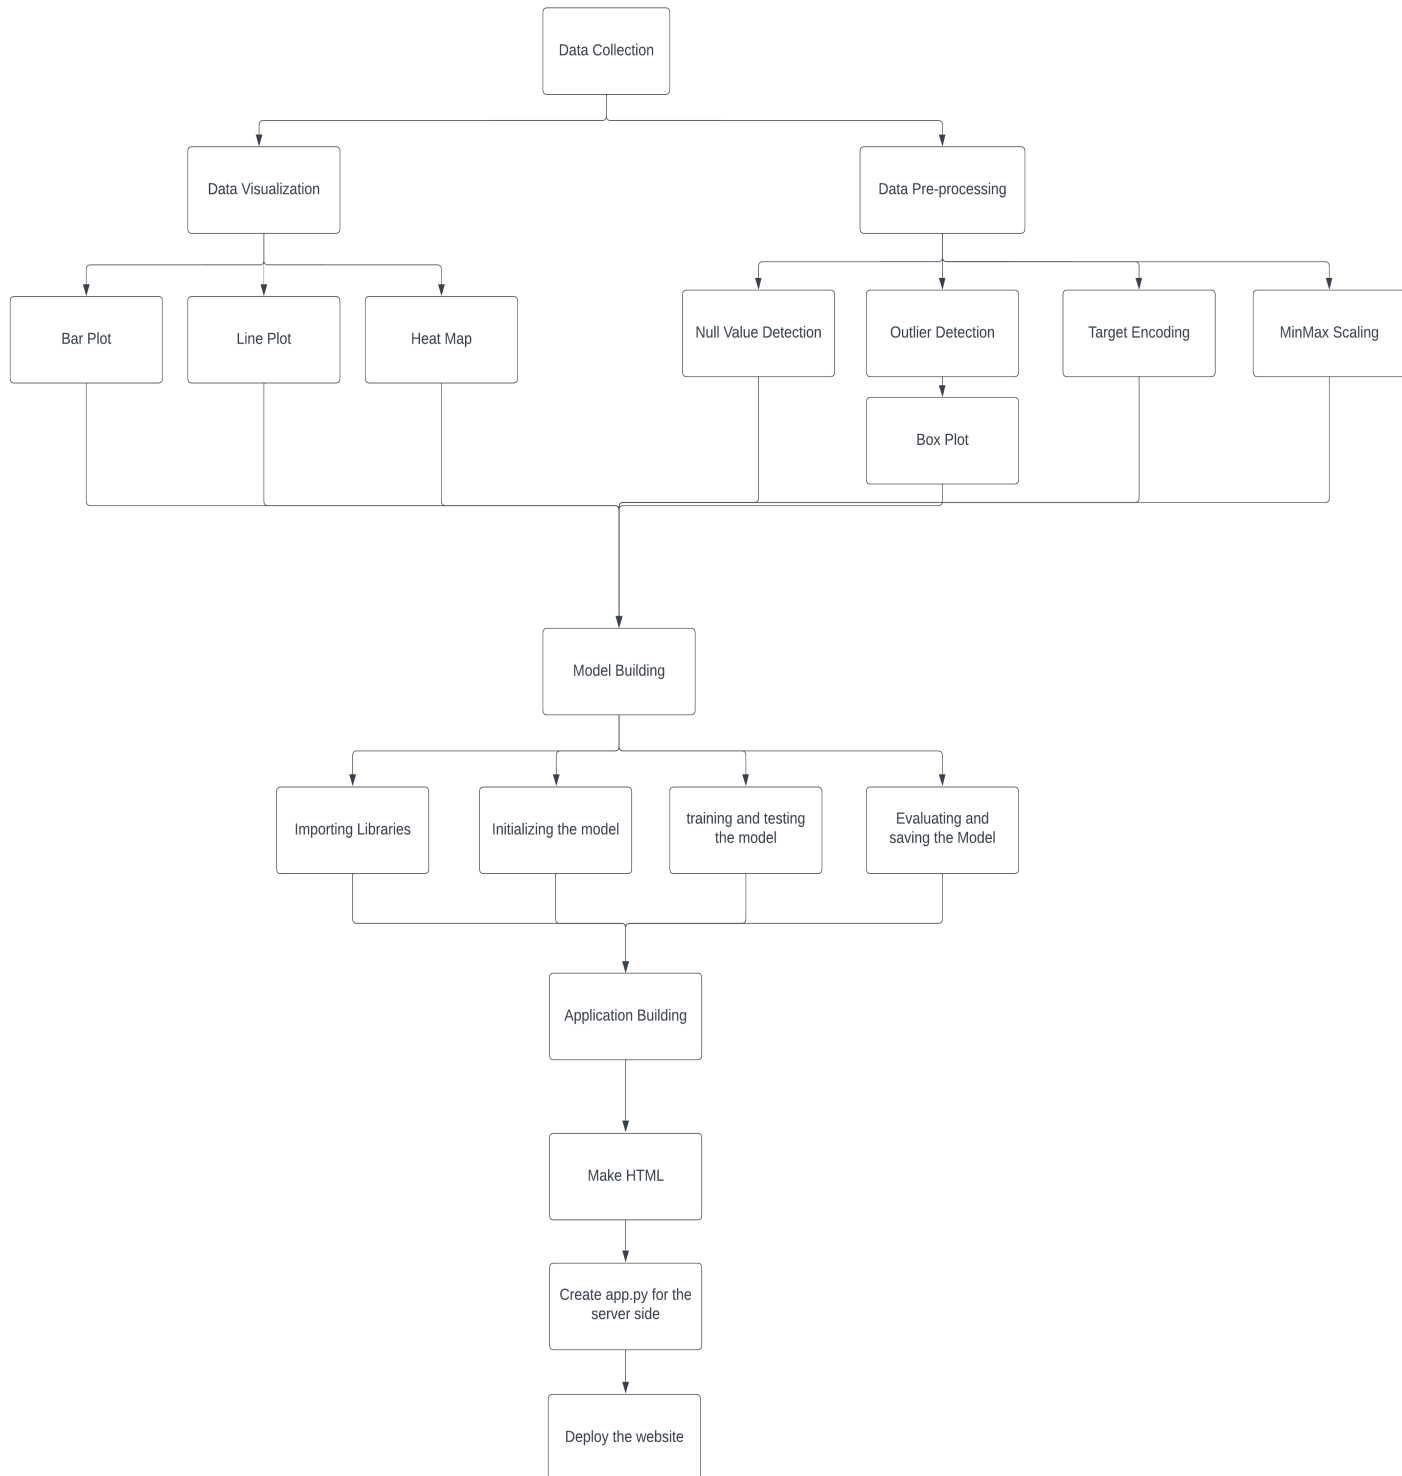 Data Collection
Data Visualization
Data Pre-processing
Bar Plot
Line Plot
Heat Map
Null Value Detection
Outlier Detection
Target Encoding
MinMax Scaling
Box Plot
Model Building
Importing Libraries
Initializing the model
training and testing
the model
Evaluating and
saving the Model
Application Building
Make HTML
Create app.py for the
server side
Deploy the website